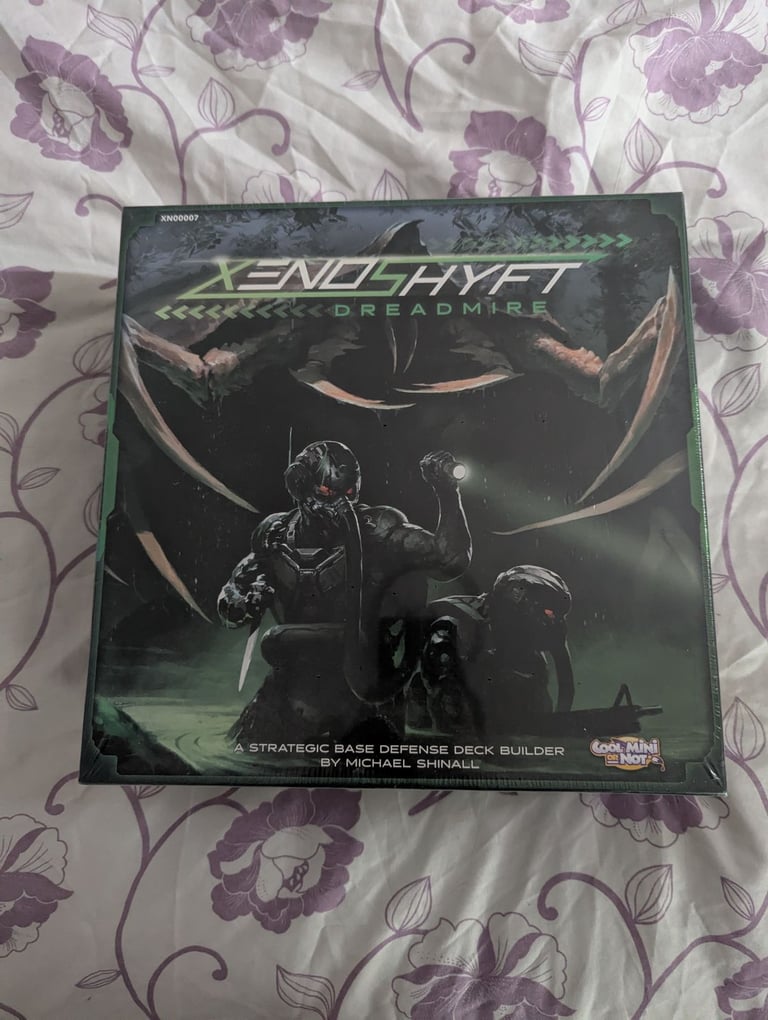 XN00007
XENOSHYFT
DREADMIRE
A STRATEGIC BASE DEFENSE DECK BUILDER
BY MICHAEL SHINALL
COOL MINI
OR NOT